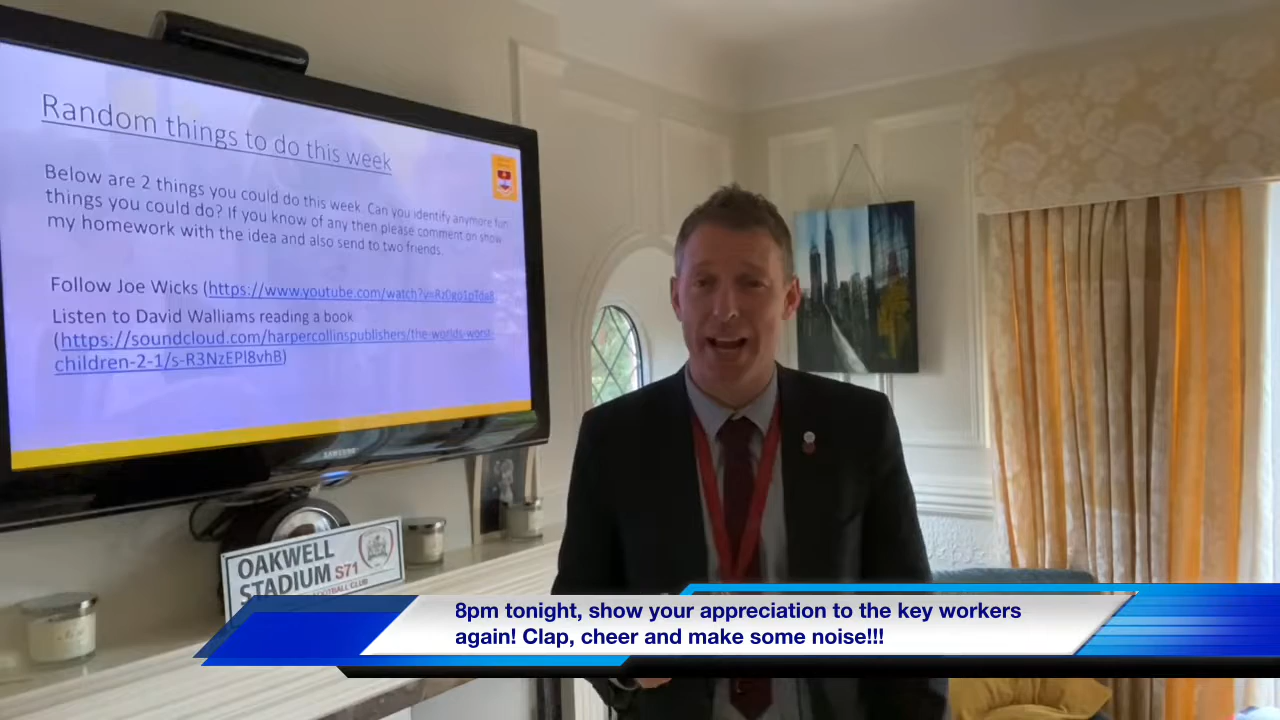 Random things to do this week
Below are 2 things you could do this week. Can you identify anymore fun
things you could do? If you know of any then please comment on show
my homework with the idea and also send to two friends.
Follow Joe Wicks (https://www.youtube.com/watch?v=
Listen to David Walliams reading a book
(https://soundcloud.com/harpercollinspublishers/the-worlds-worst-
children-2-1/s-R3NzEPl8vhB)
SAMSUNG
OAKWELL
STADIUM S71
FOOTBALL CLUB
8pm tonight, show your appreciation to the key workers
again! Clap, cheer and make some noise!!!